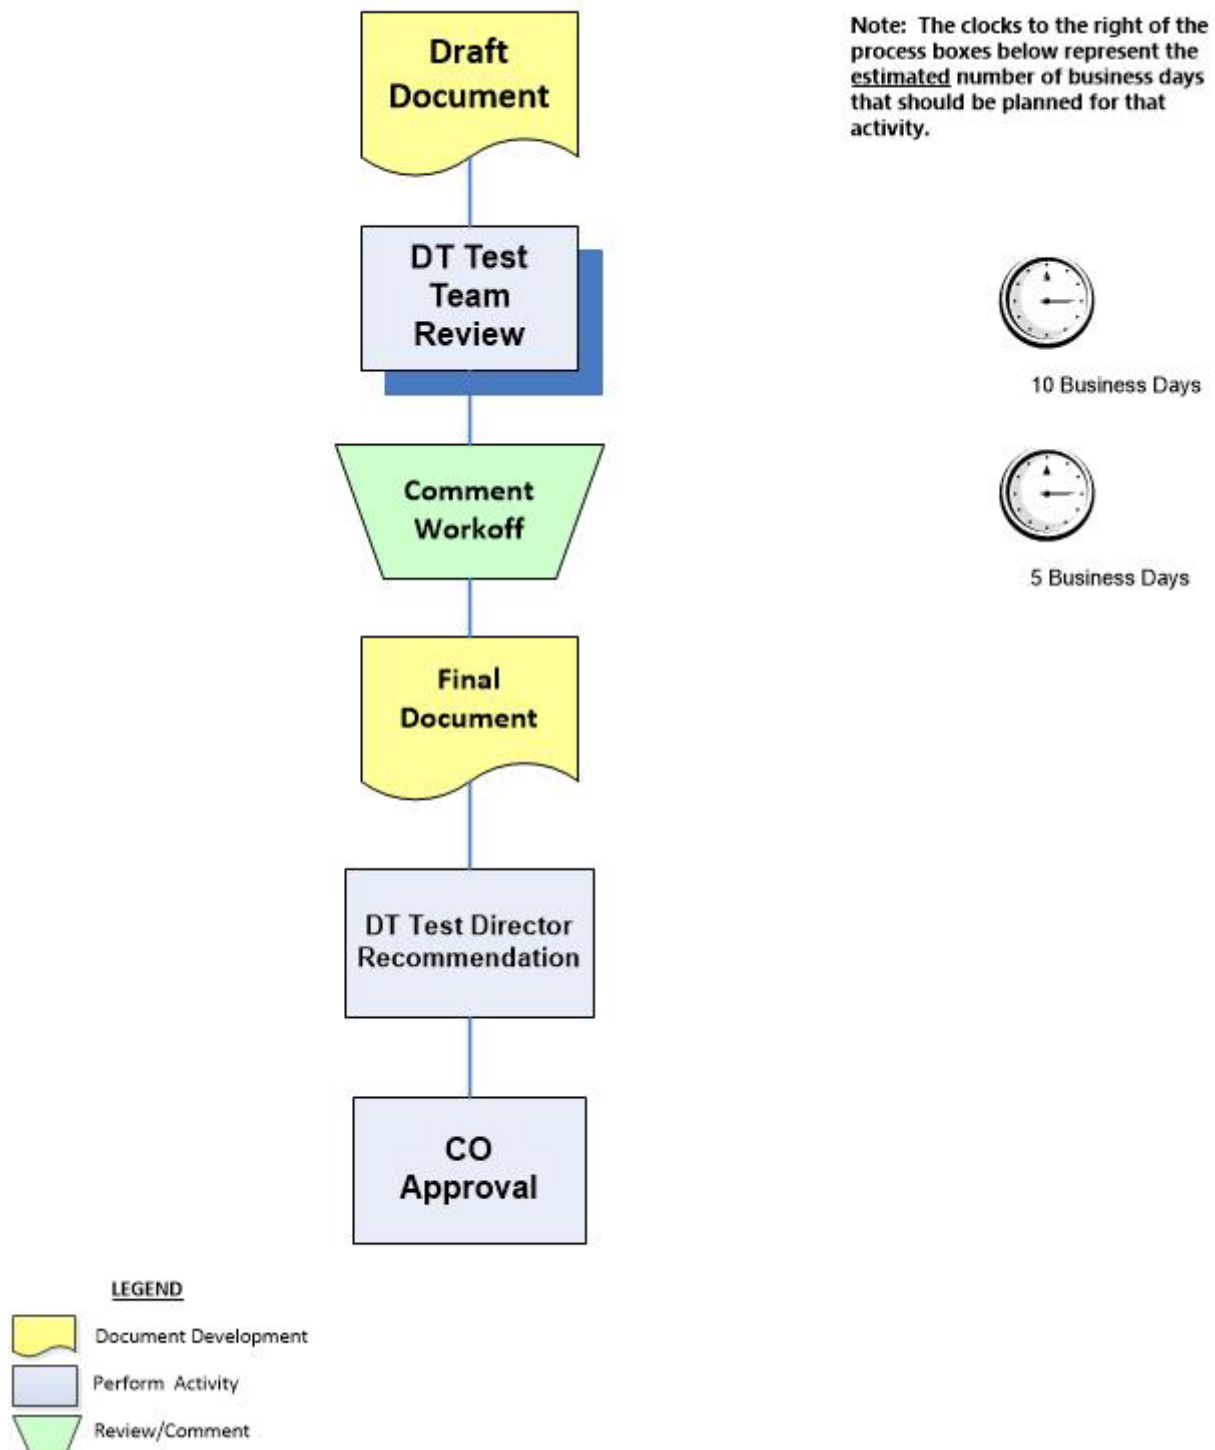 Draft
Document
Note: The clocks to the right of the
process boxes below represent the
estimated number of business days
that should be planned for that
activity.
DT Test
Team
Review
10 Business Days
Comment
Workoff
5 Business Days
Final
Document
DT Test Director
Recommendation
CO
Approval
LEGEND
Document Development
Perform Activity
Review/Comment